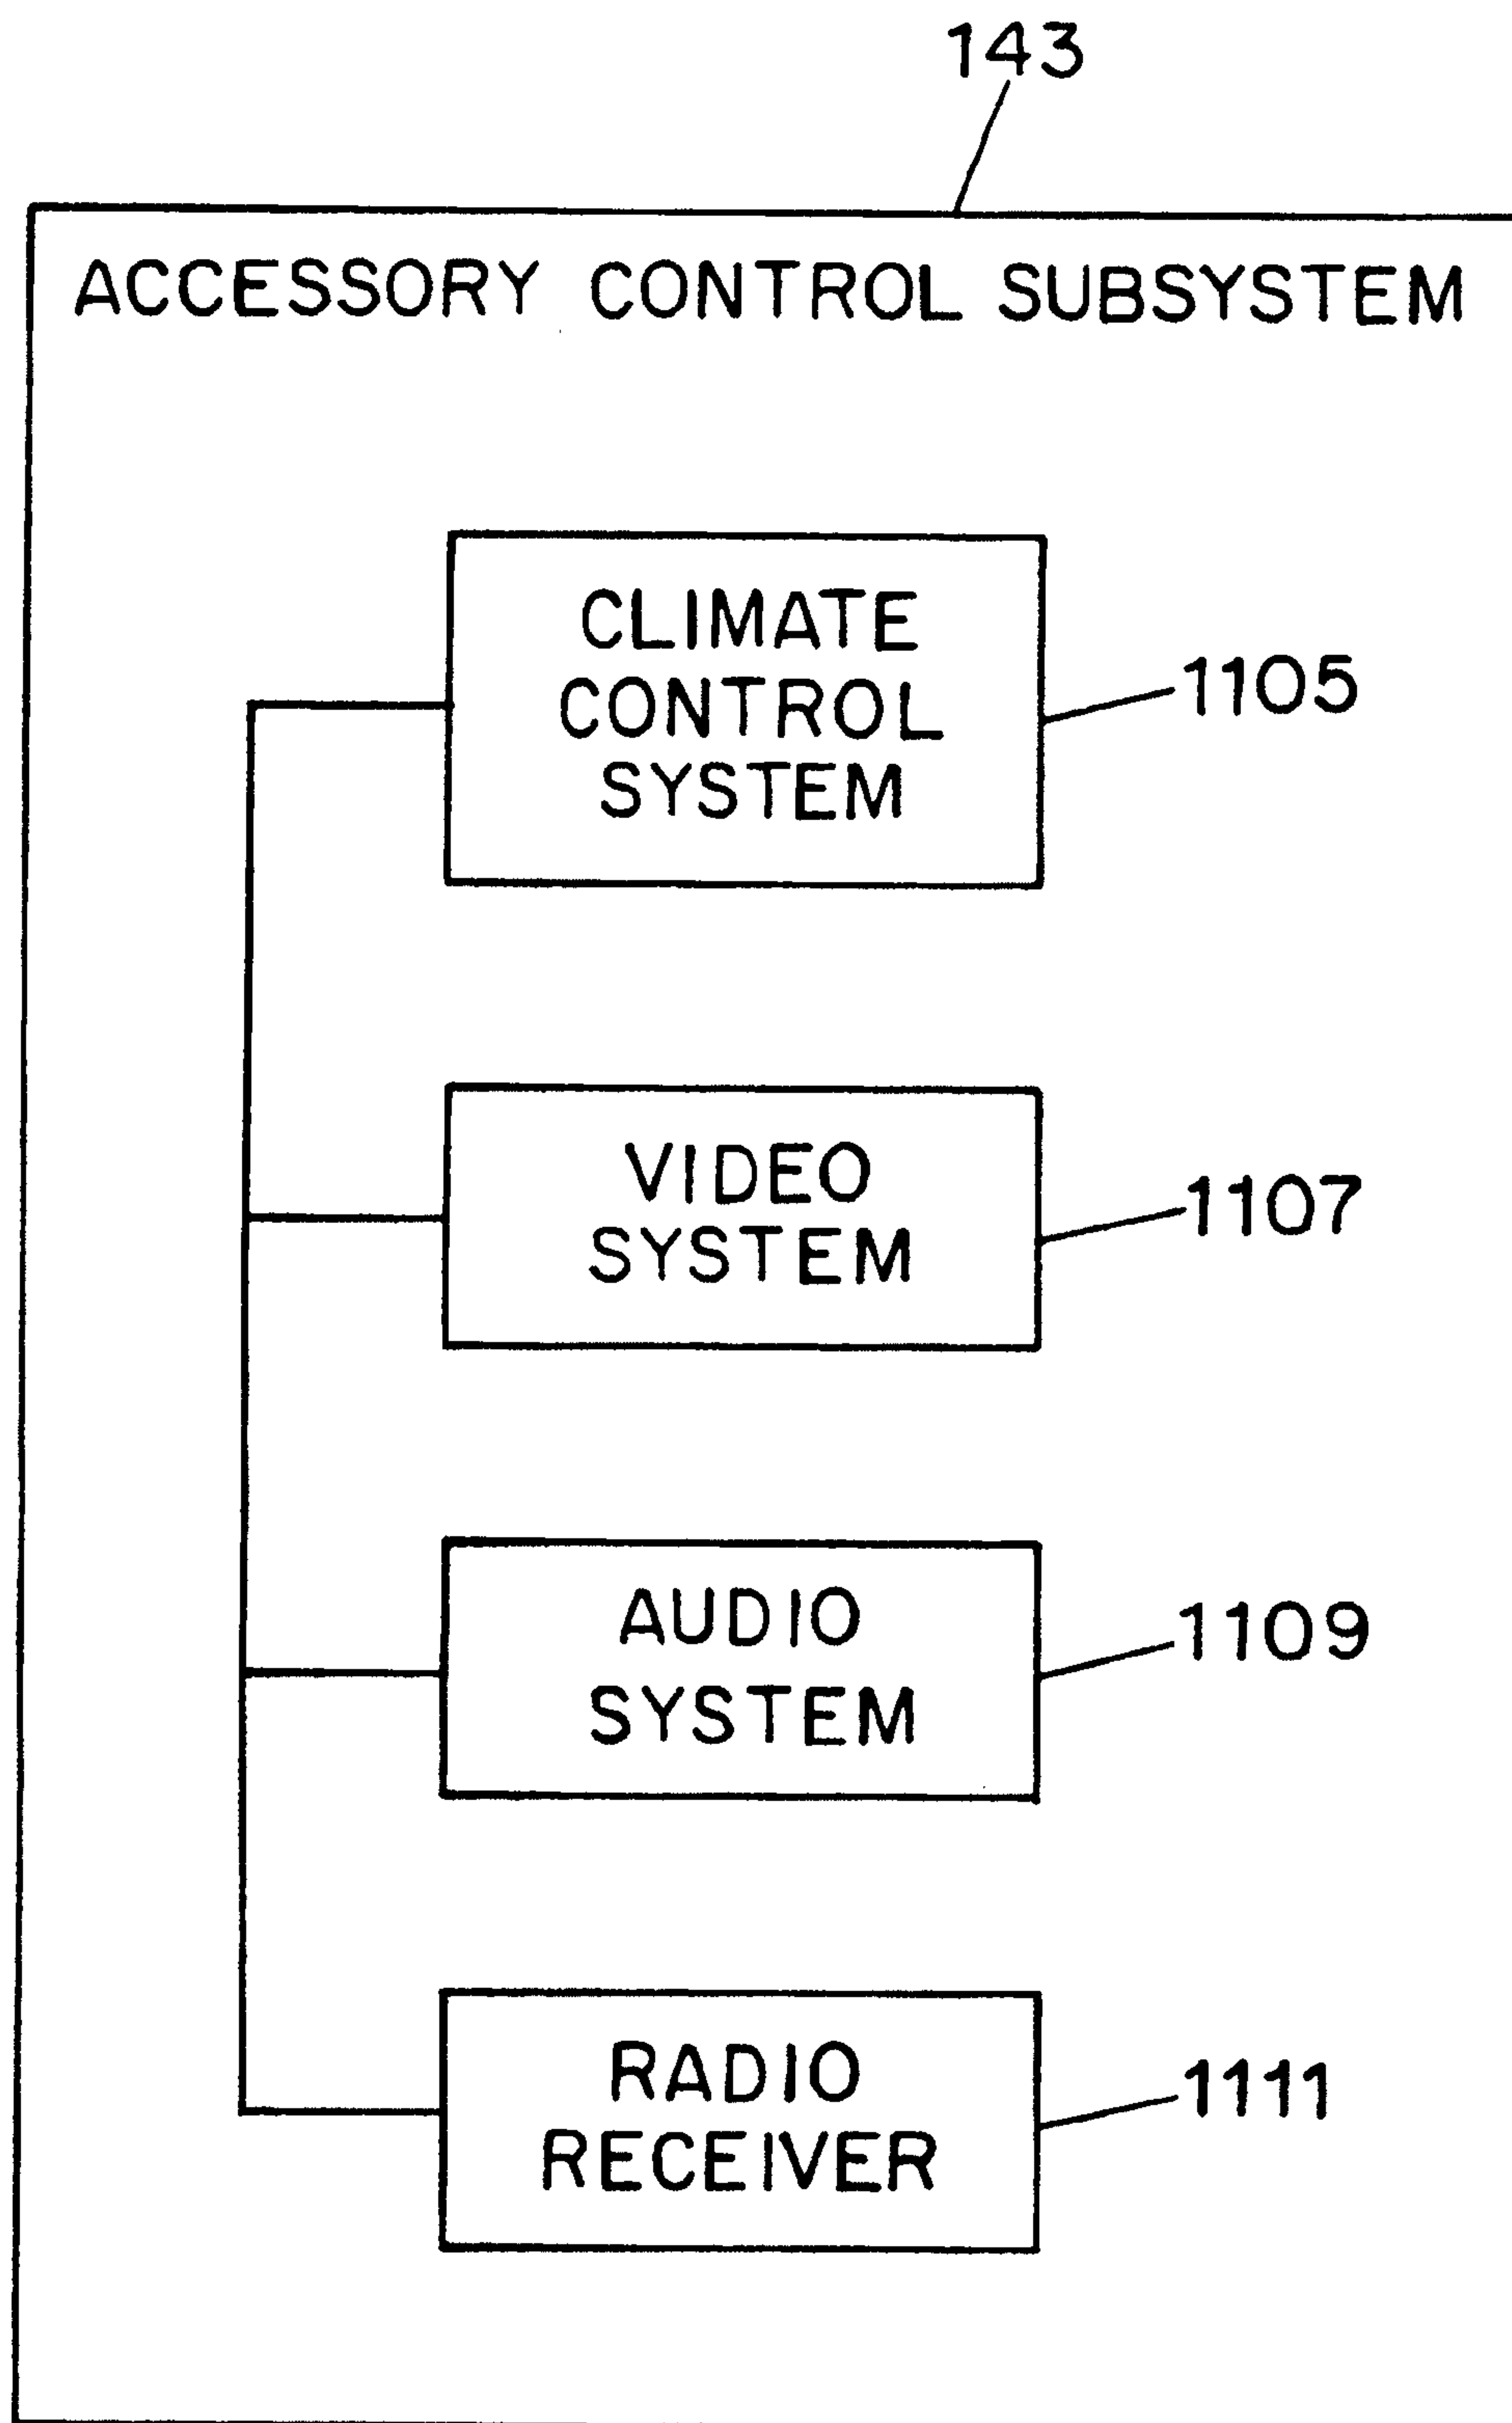 143
ACCESSORY CONTROL SUBSYSTEM
CLIMATE
CONTROL
SYSTEM
1105
VIDEO
SYSTEM
1107
AUDIO
SYSTEM
1109
RADIO
RECEIVER
1111